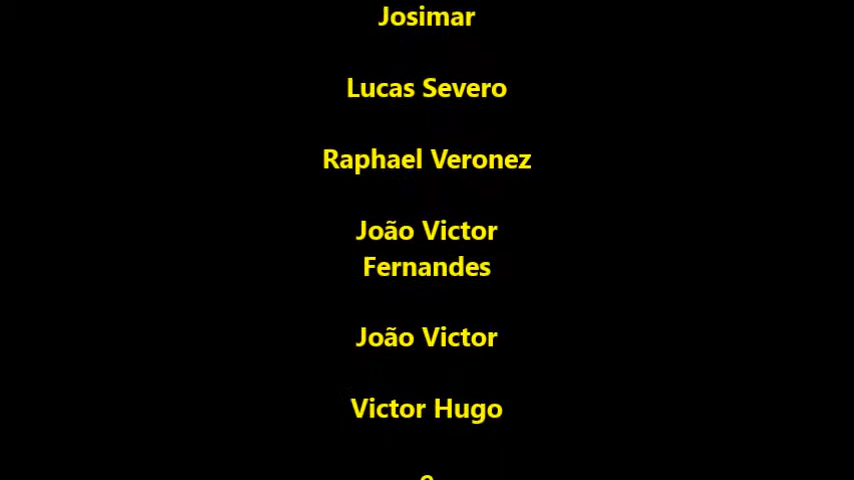 Josimar
Lucas Severo
Raphael Veronez
João Victor
Fernandes
João Victor
Victor Hugo